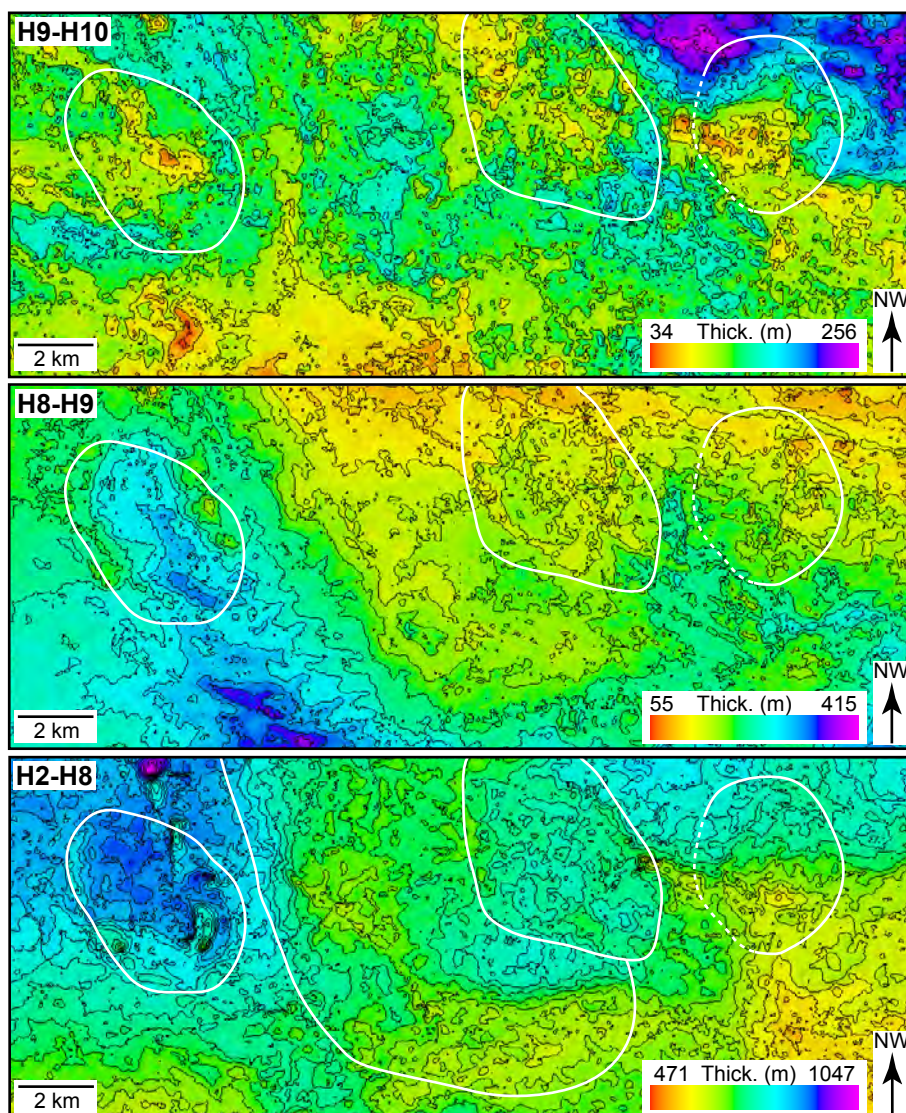 H9-H10
NW
34 Thick. (m) 256
2 km
H8-H9
NW
55 Thick. (m) 415
2 km
H2-H8
NW
471 Thick. (m) 1047
2 km